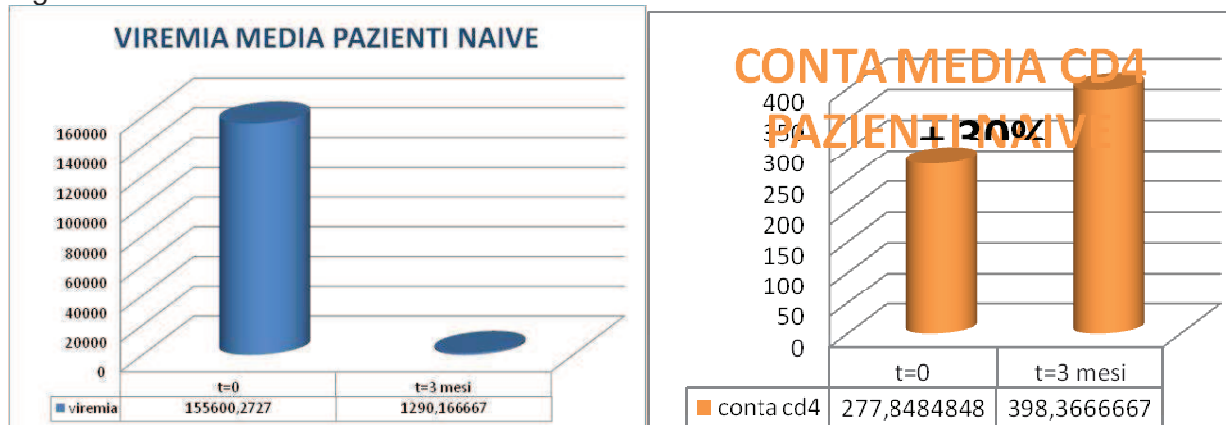 VIREMIA MEDIA PAZIENTI NAIVE
160000
140000
120000
100000
80000
60000
40000
20000
0
t=0 t=3 mesi
viremia 155600,2727 1290,166667
CONTA MEDIA CD4
PAZIENTI NAIVE
+ 30%
400
350
300
250
200
150
100
50
0
t=0 t=3 mesi
conta cd4 277,8484848 398,3666667